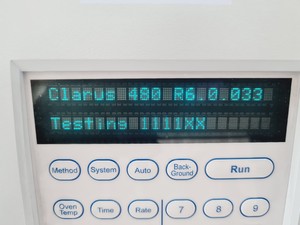 Clarus 480 R6.0.033
Testing 1111XX
Method System Auto Back-Ground Run
Oven Temp Time Rate 7 8 9